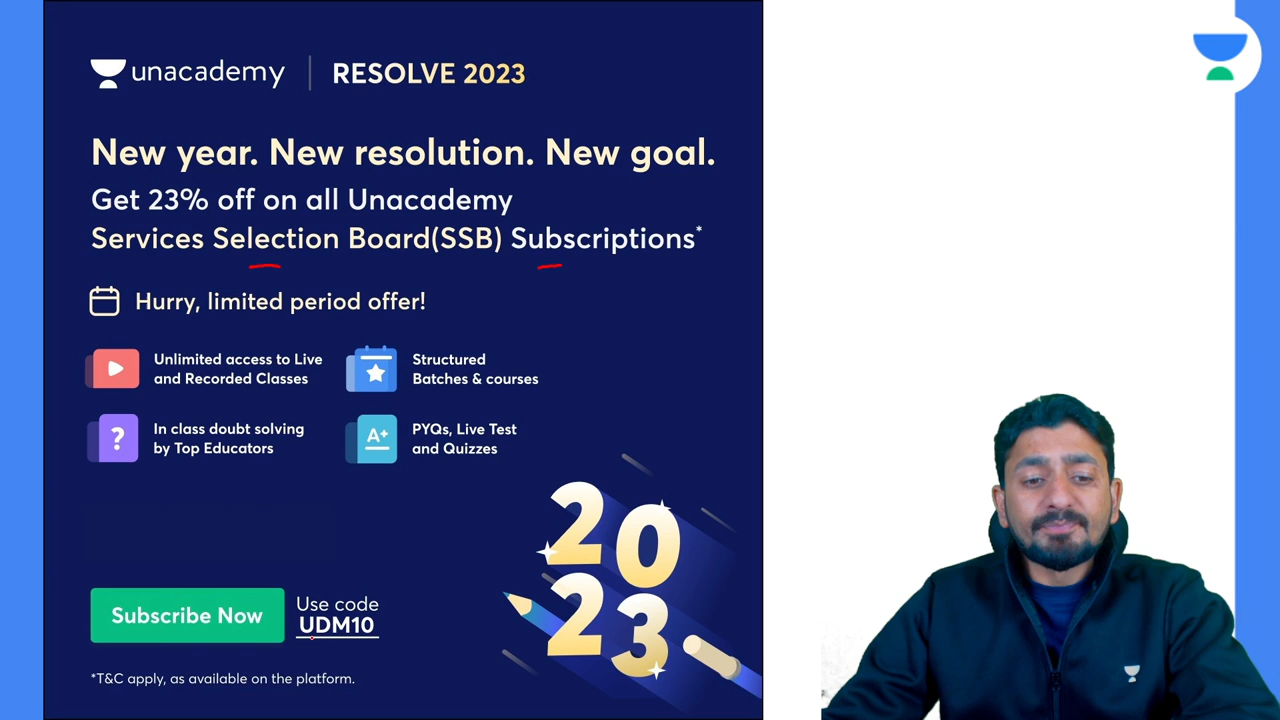 unacademy | RESOLVE 2023
New year. New resolution. New goal.
Get 23% off on all Unacademy
Services Selection Board(SSB) Subscriptions*
Hurry, limited period offer!
Unlimited access to Live
and Recorded Classes
Structured
Batches & courses
?
In class doubt solving
by Top Educators
A+
PYQs, Live Test
and Quizzes
20
23
Subscribe Now
Use code
UDM10
*T&C apply, as available on the platform.